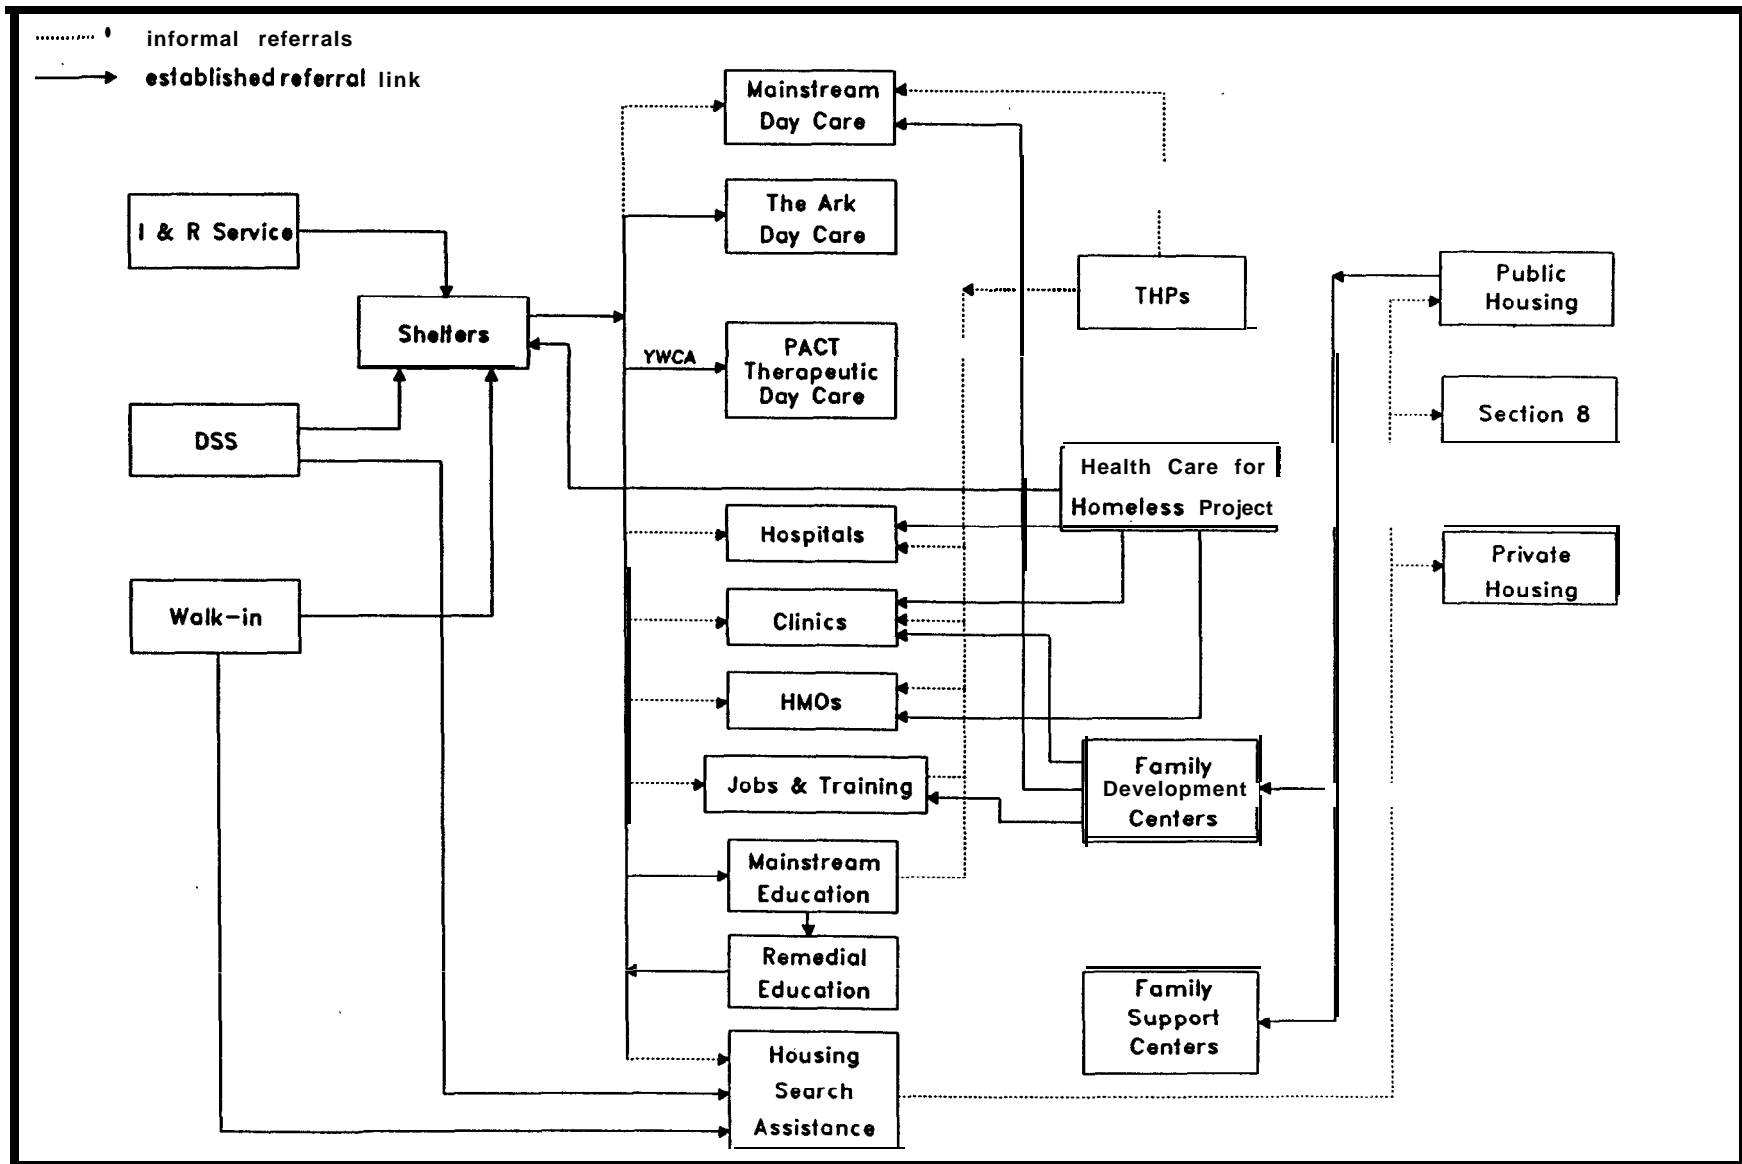 informal referrals
established referral link
Mainstream
Day Care
The Ark
Day Care
I & R Service
THPs
Public
Housing
Shelters
YWCA
PACT
Therapeutic
Day Care
Section 8
DSS
Health Care for
Homeless Project
Hospitals
Private
Housing
Walk-in
Clinics
HMOs
Jobs & Training
Family
Development
Centers
Mainstream
Education
Remedial
Education
Family
Support
Centers
Housing
Search
Assistance